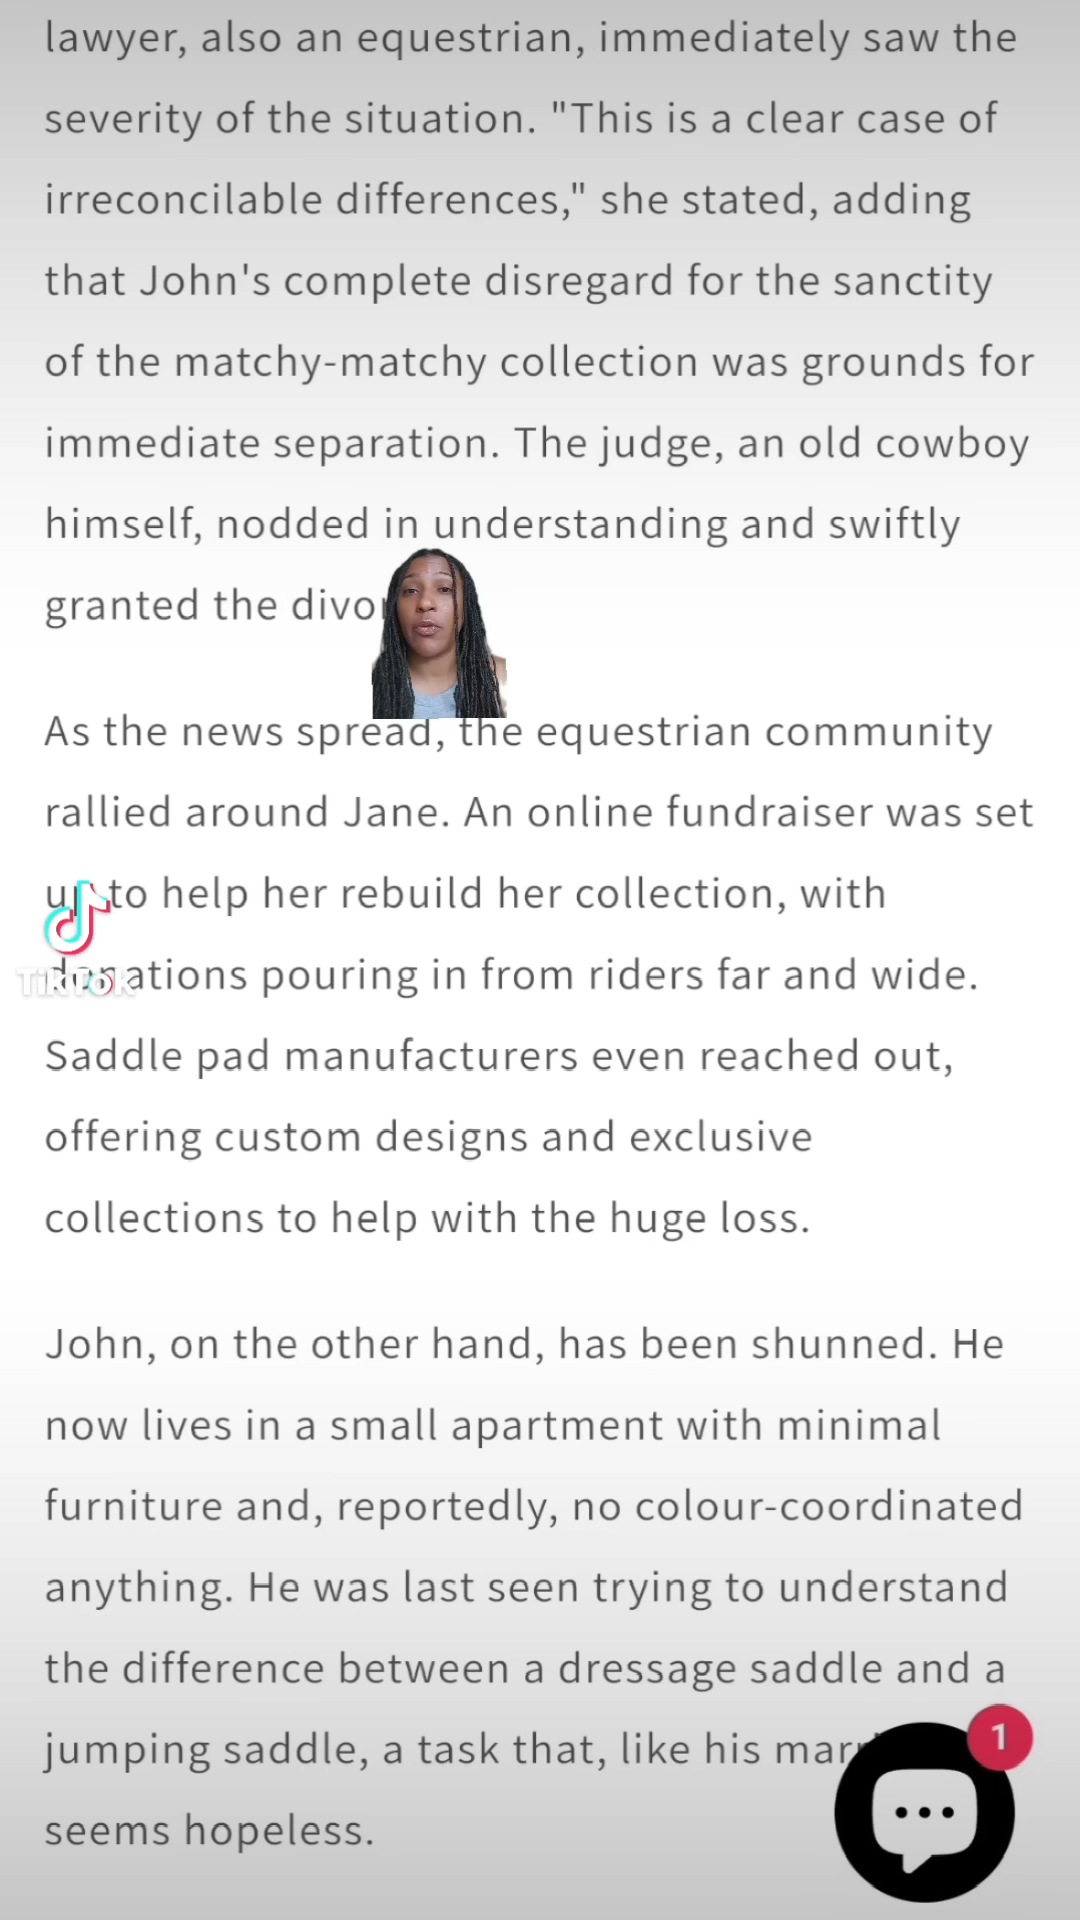 lawyer, also an equestrian, immediately saw the
severity of the situation. "This is a clear case of
irreconcilable differences," she stated, adding
that John's complete disregard for the sanctity
of the matchy-matchy collection was grounds for
immediate separation. The judge, an old cowboy
himself, nodded in understanding and swiftly
granted the
As the news spread, the equestrian community
rallied around Jane. An online fundraiser was set
to help her rebuild her collection, with
donations pouring in from riders far and wide.
TikTok
Saddle pad manufacturers even reached out,
offering custom designs and exclusive
collections to help with the huge loss.
John, on the other hand, has been shunned. He
now lives in a small apartment with minimal
furniture and, reportedly, no colour-coordinated
anything. He was last seen trying to understand
the difference between a dressage saddle and a
jumping saddle, a task that, like his
seems hopeless.
1